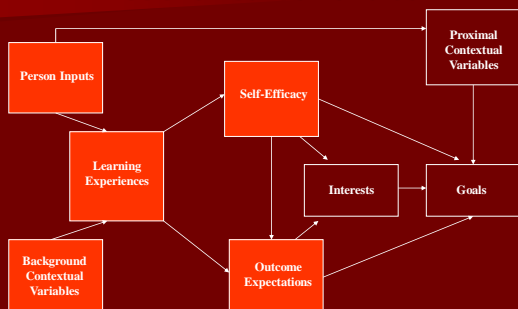 Proximal
Contextual
Variables
Person Inputs
Self-Efficacy
Learning
Experiences
Interests
Goals
Background
Contextual
Variables
Outcome
Expectations